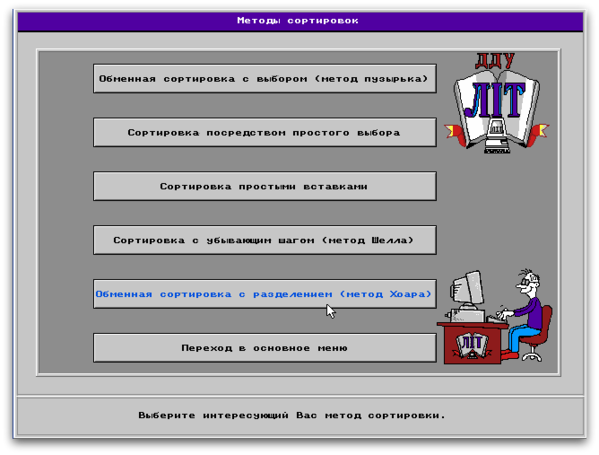 Методы сортировок
ДДУ
Обменная сортировка с выбором (метод пузырька)
ЛІТ
ЛІТ
Сортировка посредством простого выбора
Сортировка простыми вставками
Сортировка с убывающим шагом (метод Шелла)
Обменная сортировка с разделением (метод Хоара)
Переход в основное меню
ЛІТ
Выберите интересующий Вас метод сортировки.